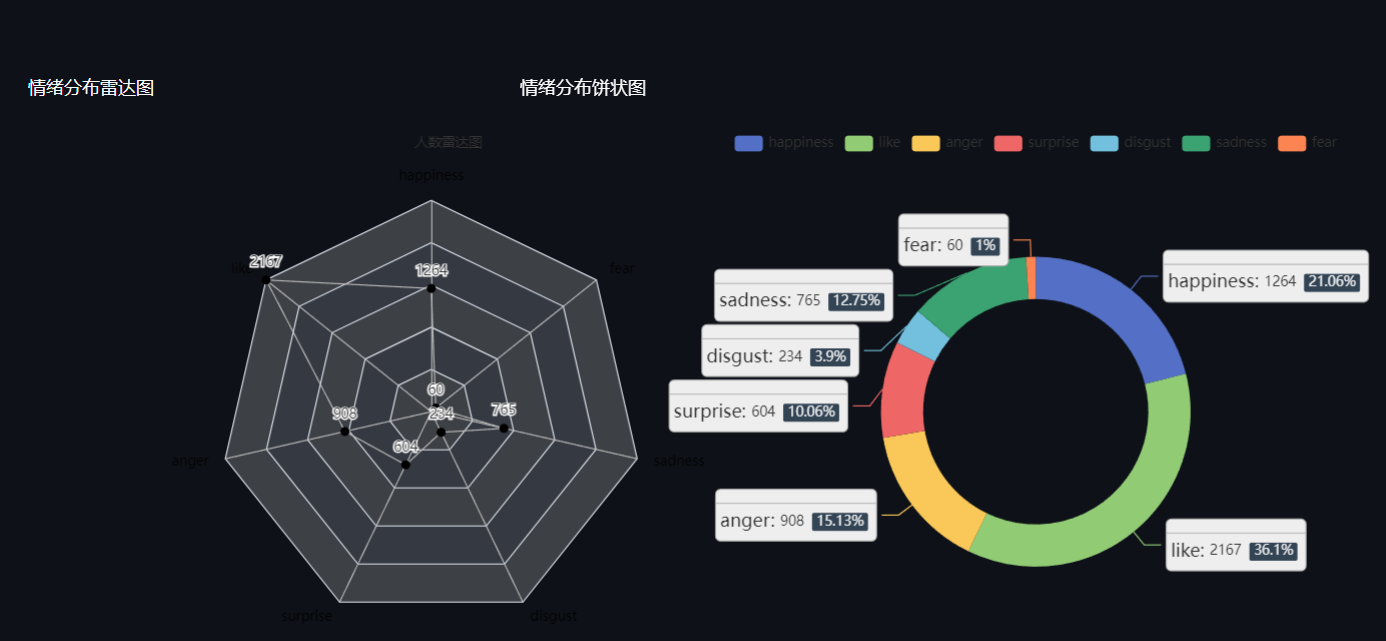 情绪分布雷达图
情绪分布饼状图
人数雷达图
happiness
like
fear
anger
sadness
surprise
disgust
2167
1264
60
908
234
765
604
happiness like anger surprise disgust sadness fear
fear: 60 1%
happiness: 1264 21.06%
sadness: 765 12.75%
disgust: 234 3.9%
surprise: 604 10.06%
anger: 908 15.13%
like: 2167 36.1%